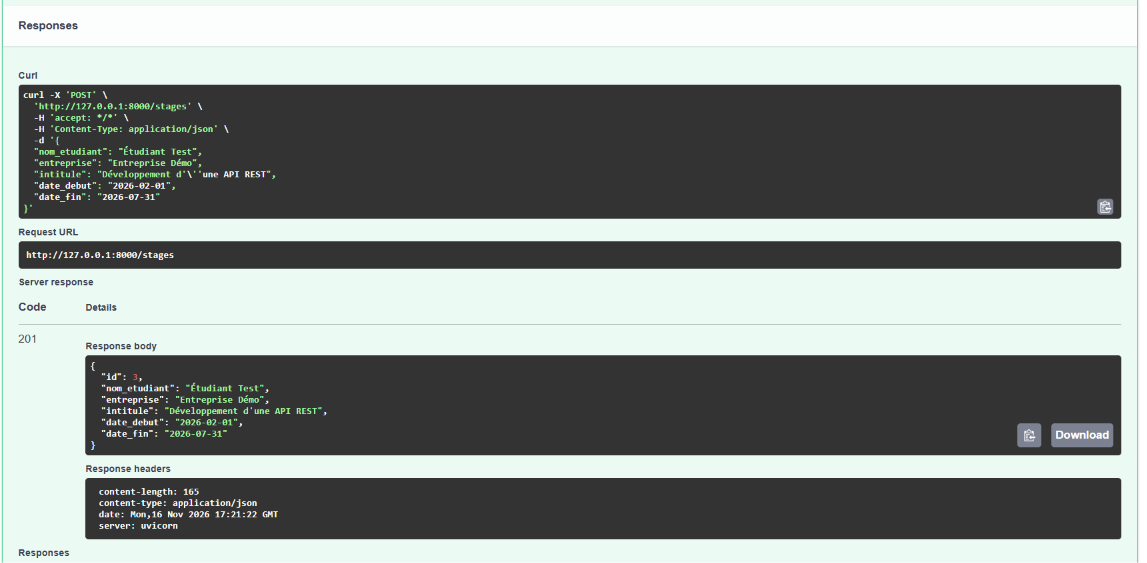 Responses
Curl
curl -X 'POST' \
  'http://127.0.0.1:8000/stages' \
  -H 'accept: */*' \
  -H 'Content-Type: application/json' \
  -d '{
  "nom_etudiant": "Étudiant Test",
  "entreprise": "Entreprise Démo",
  "intitule": "Développement d'\''une API REST",
  "date_debut": "2026-02-01",
  "date_fin": "2026-07-31"
}'
Request URL
http://127.0.0.1:8000/stages
Server response
Code Details
201
Response body
{
  "id": 3,
  "nom_etudiant": "Étudiant Test",
  "entreprise": "Entreprise Démo",
  "intitule": "Développement d'une API REST",
  "date_debut": "2026-02-01",
  "date_fin": "2026-07-31"
}
Download
Response headers
content-length: 165
content-type: application/json
date: Mon,16 Nov 2026 17:21:22 GMT
server: uvicorn
Responses